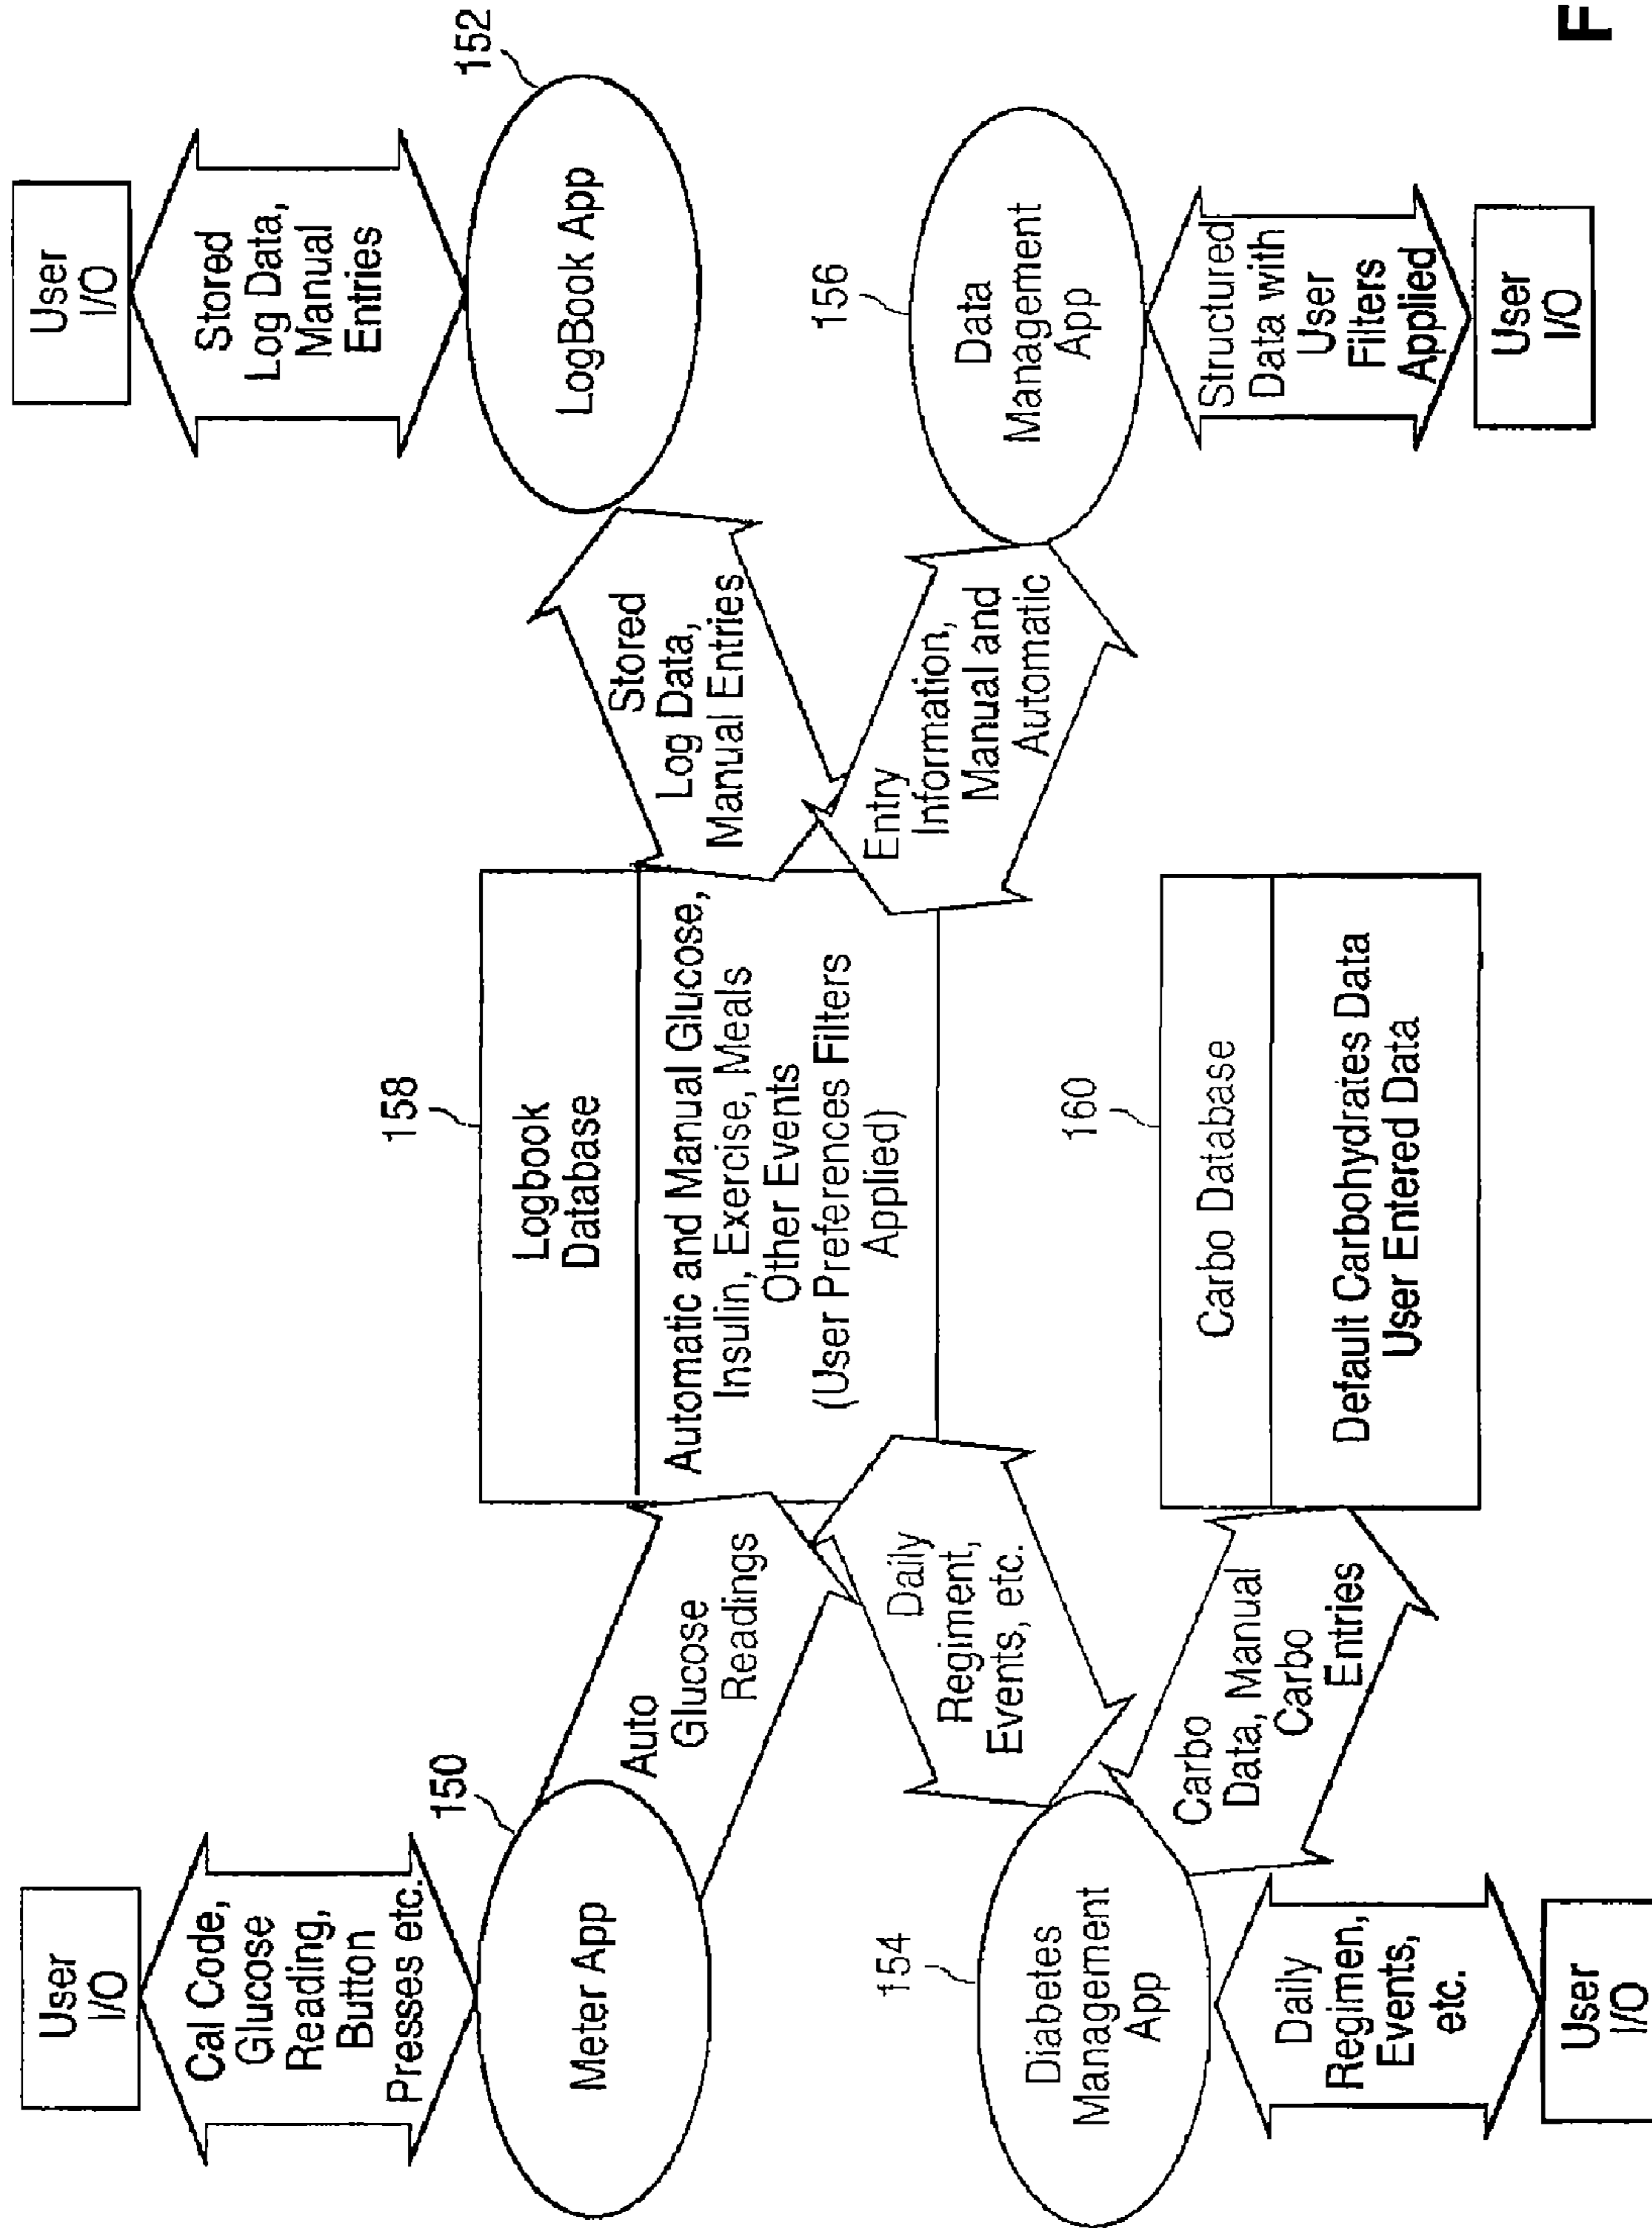 User
I/O
Cal Code,
Glucose
Reading,
Button
Presses etc.
150
Meter App
Auto
Glucose
Readings
158
Logbook
Database
Automatic and Manual Glucose,
Insulin, Exercise, Meals
Other Events
(User Preferences Filters
Applied)
Stored
Log Data,
Manual Entries
User
I/O
Stored
Log Data,
Manual
Entries
152
LogBook App
154
Diabetes
Management
App
Daily
Regiment,
Events, etc.
Carbo
Data, Manual
Carbo
Entries
Daily
Regimen,
Events,
etc.
User
I/O
160
Carbo Database
Default Carbohydrates Data
User Entered Data
Entry
Information,
Manual and
Automatic
156
Data
Management
App
Structured
Data with
User
Filters
Applied
User
I/O
F